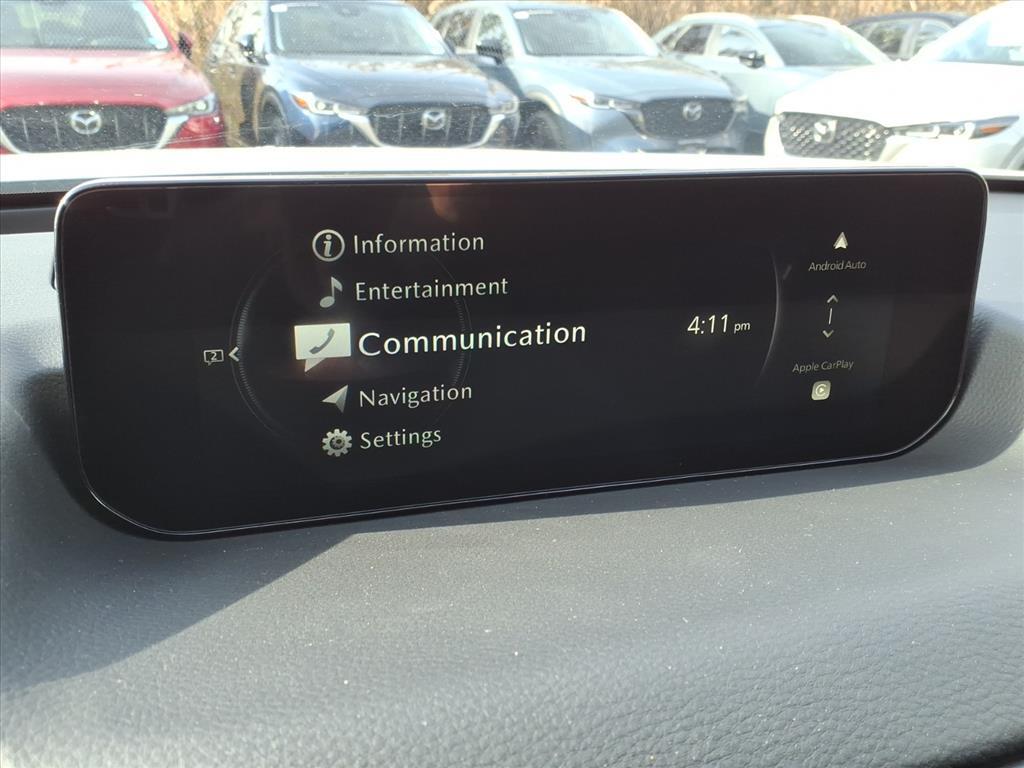 Information
Entertainment
2
Communication
4:11 pm
Navigation
Settings
Android Auto
Apple CarPlay